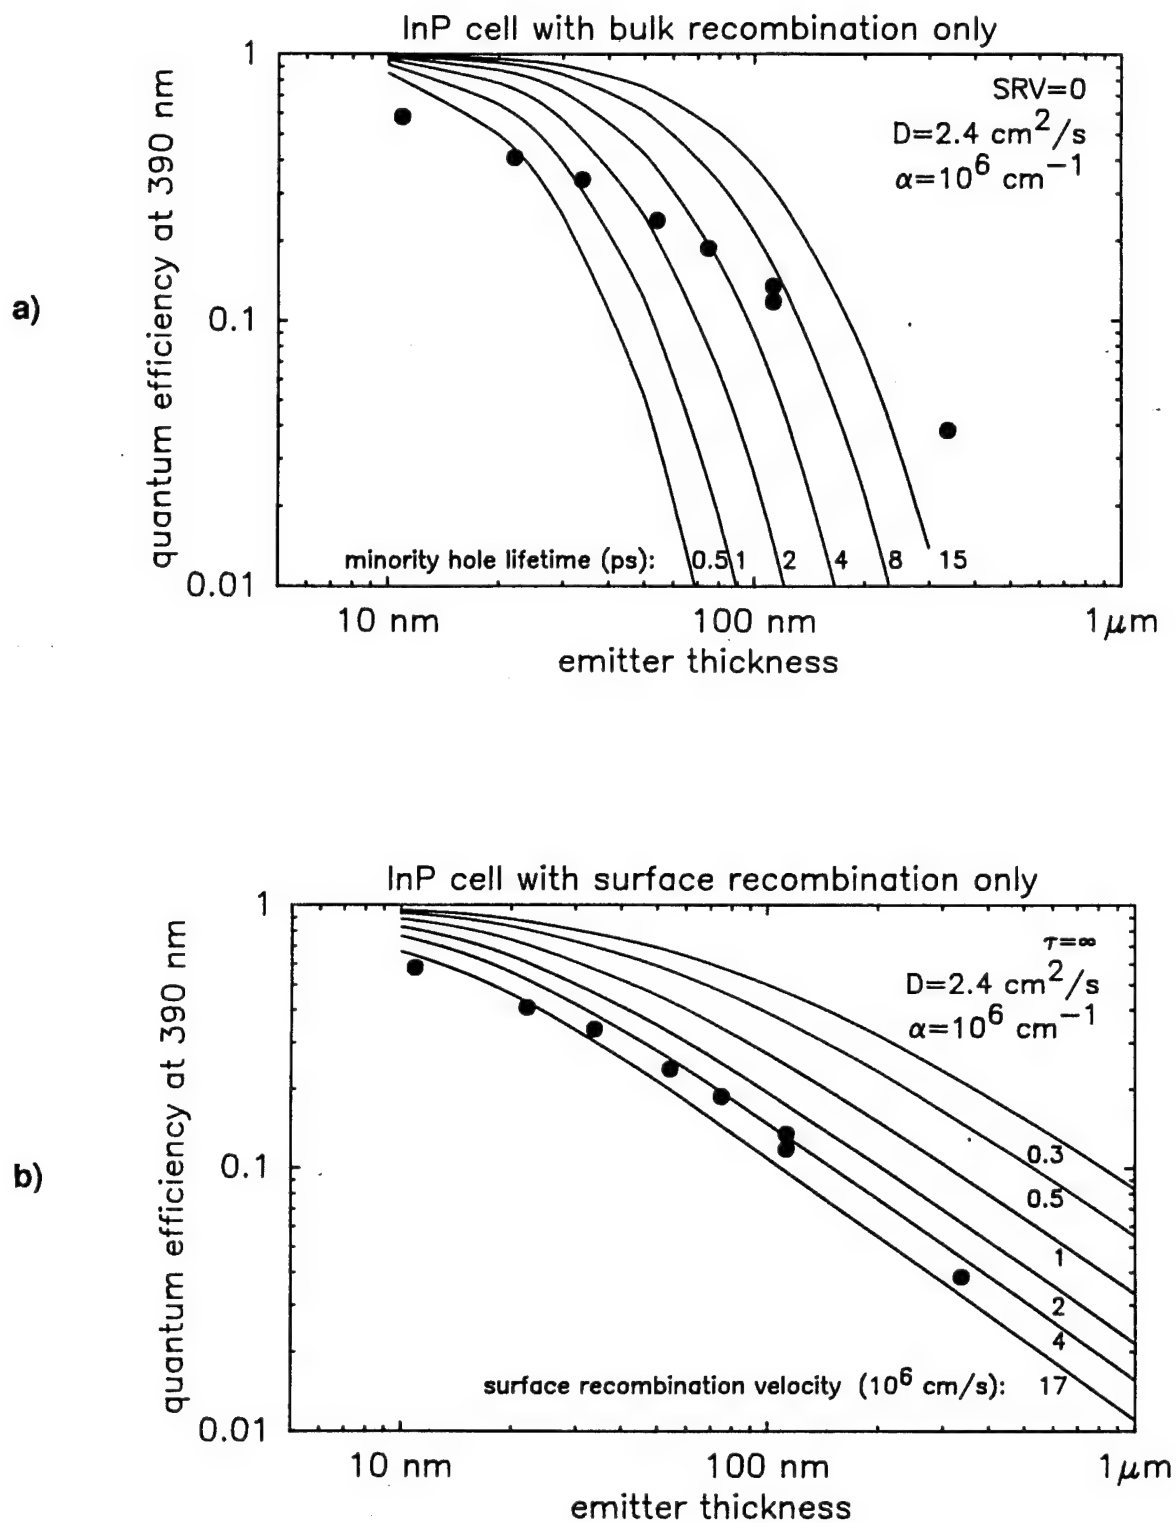 InP cell with bulk recombination only
a)
quantum efficiency at 390 nm
1
0.1
0.01
SRV=0
D=2.4 cm²/s
α=10⁶ cm⁻¹
minority hole lifetime (ps): 0.5 1 2 4 8 15
10 nm 100 nm 1μm
emitter thickness
InP cell with surface recombination only
b)
quantum efficiency at 390 nm
1
0.1
0.01
τ=∞
D=2.4 cm²/s
α=10⁶ cm⁻¹
0.3
0.5
1
2
4
surface recombination velocity (10⁶ cm/s): 17
10 nm 100 nm 1μm
emitter thickness